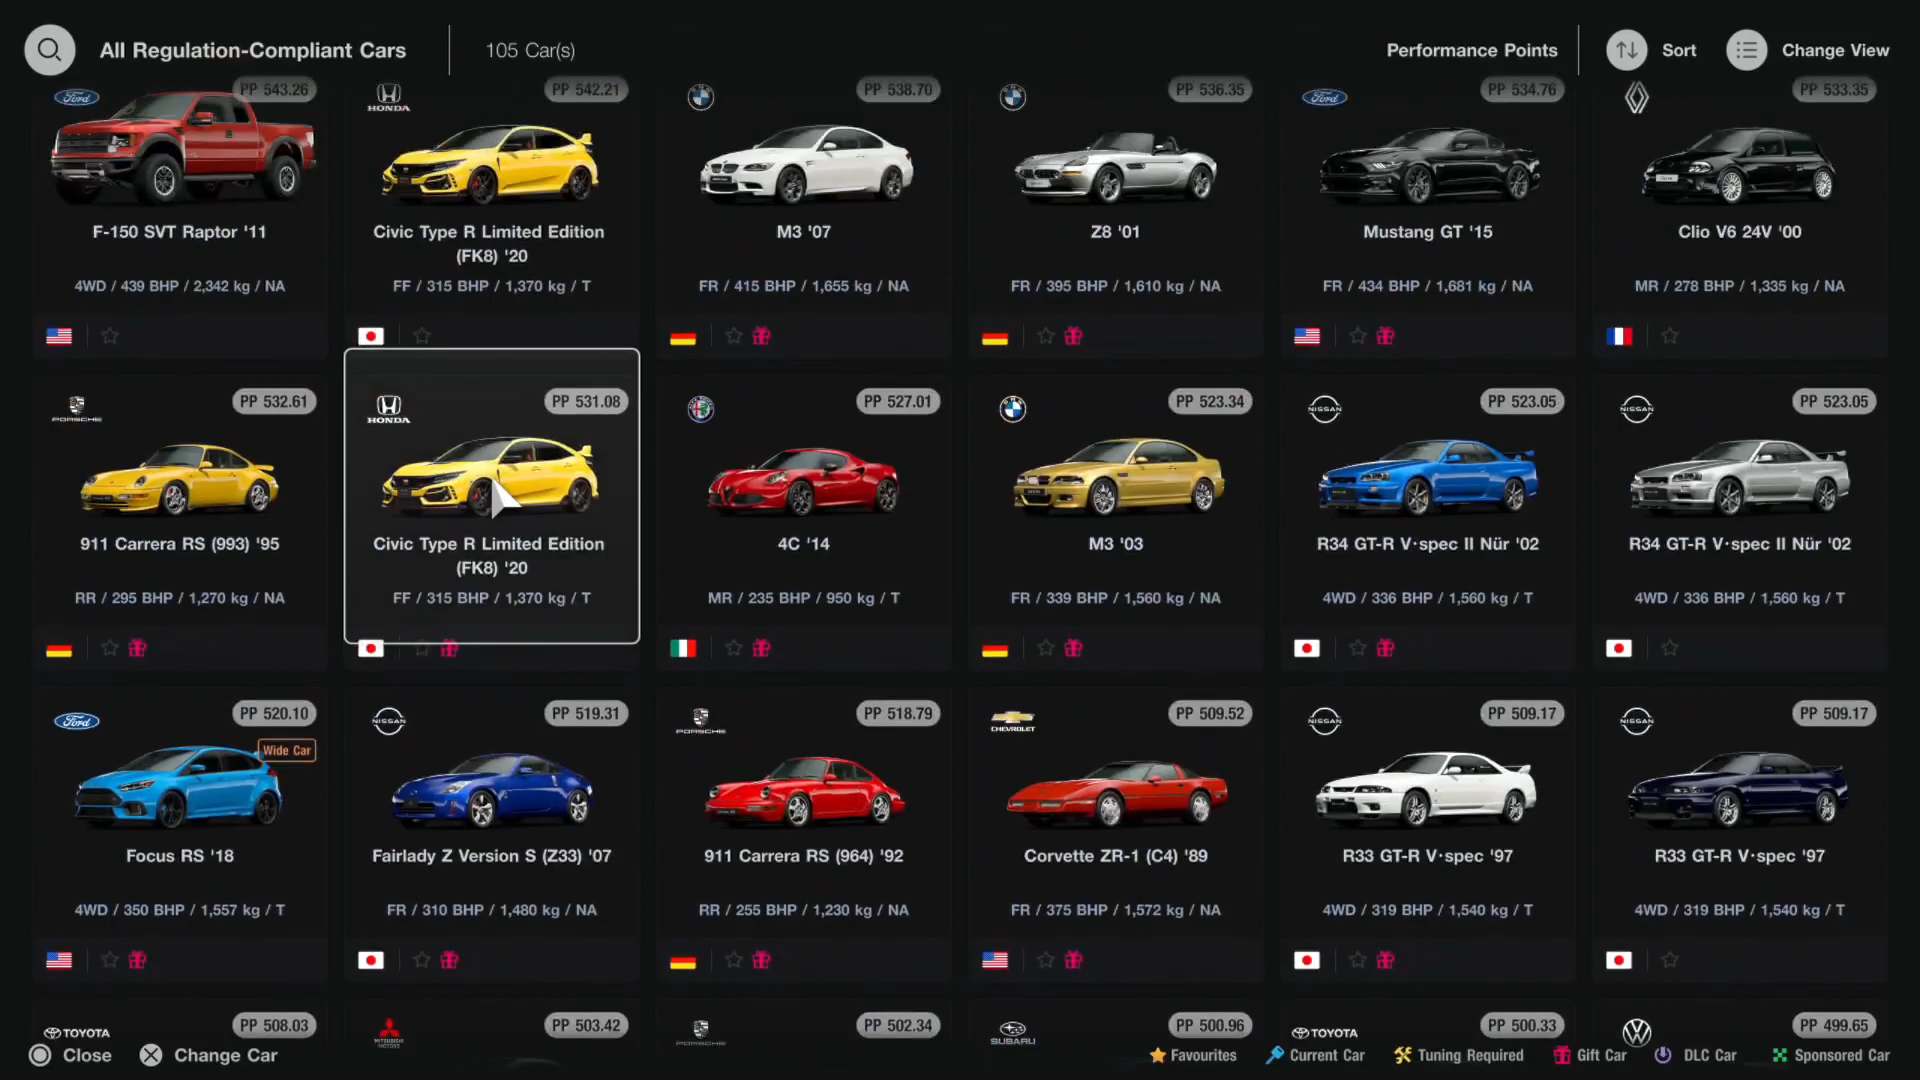 All Regulation-Compliant Cars
105 Car(s)
Performance Points
Sort
Change View
Ford
PP 543.26
F-150 SVT Raptor '11
4WD / 439 BHP / 2,342 kg / NA
HONDA
PP 542.21
Civic Type R Limited Edition
(FK8) '20
FF / 315 BHP / 1,370 kg / T
PP 538.70
M3 '07
FR / 415 BHP / 1,655 kg / NA
PP 536.35
Z8 '01
FR / 395 BHP / 1,610 kg / NA
Ford
PP 534.76
Mustang GT '15
FR / 434 BHP / 1,681 kg / NA
PP 533.35
Clio V6 24V '00
MR / 278 BHP / 1,335 kg / NA
PORSCHE
PP 532.61
911 Carrera RS (993) '95
RR / 295 BHP / 1,270 kg / NA
HONDA
PP 531.08
Civic Type R Limited Edition
(FK8) '20
FF / 315 BHP / 1,370 kg / T
PP 527.01
4C '14
MR / 235 BHP / 950 kg / T
PP 523.34
M3 '03
FR / 339 BHP / 1,560 kg / NA
NISSAN
PP 523.05
R34 GT-R V·spec II Nür '02
4WD / 336 BHP / 1,560 kg / T
NISSAN
PP 523.05
R34 GT-R V·spec II Nür '02
4WD / 336 BHP / 1,560 kg / T
Ford
PP 520.10
Wide Car
Focus RS '18
4WD / 350 BHP / 1,557 kg / T
NISSAN
PP 519.31
Fairlady Z Version S (Z33) '07
FR / 310 BHP / 1,480 kg / NA
PORSCHE
PP 518.79
911 Carrera RS (964) '92
RR / 255 BHP / 1,230 kg / NA
CHEVROLET
PP 509.52
Corvette ZR-1 (C4) '89
FR / 375 BHP / 1,572 kg / NA
NISSAN
PP 509.17
R33 GT-R V·spec '97
4WD / 319 BHP / 1,540 kg / T
NISSAN
PP 509.17
R33 GT-R V·spec '97
4WD / 319 BHP / 1,540 kg / T
TOYOTA
PP 508.03
MITSUBISHI
MOTORS
PP 503.42
PORSCHE
PP 502.34
SUBARU
PP 500.96
TOYOTA
PP 500.33
PP 499.65
Close
Change Car
Favourites
Current Car
Tuning Required
Gift Car
DLC Car
Sponsored Car